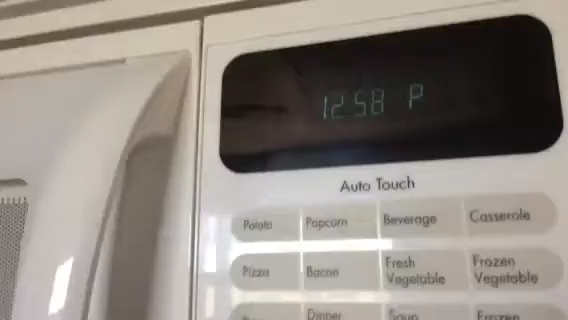 12:58 P
Auto Touch
Potato Popcorn Beverage Casserole
Pizza Bacon Fresh Vegetable Frozen Vegetable
Dinner Soup Frozen